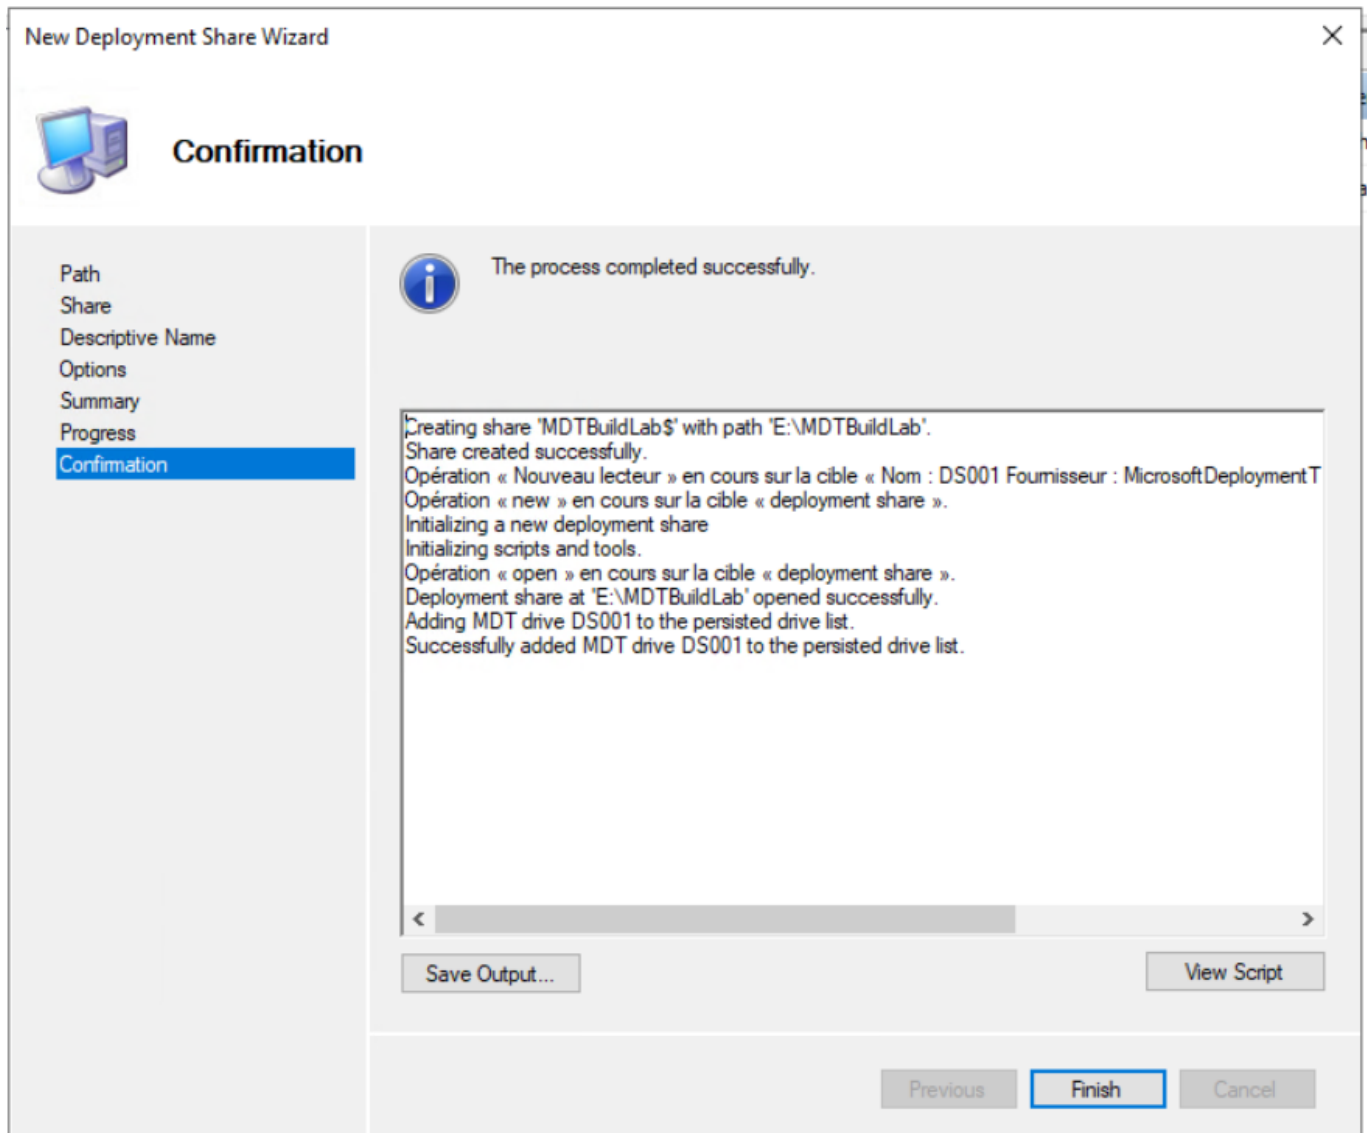 New Deployment Share Wizard
Confirmation
Path
Share
Descriptive Name
Options
Summary
Progress
Confirmation
The process completed successfully.
Creating share 'MDTBuildLab$' with path 'E:\MDTBuildLab'.
Share created successfully.
Opération « Nouveau lecteur » en cours sur la cible « Nom : DS001 Fournisseur : MicrosoftDeploymentT
Opération « new » en cours sur la cible « deployment share ».
Initializing a new deployment share
Initializing scripts and tools.
Opération « open » en cours sur la cible « deployment share ».
Deployment share at 'E:\MDTBuildLab' opened successfully.
Adding MDT drive DS001 to the persisted drive list.
Successfully added MDT drive DS001 to the persisted drive list.
Save Output...
View Script
Previous
Finish
Cancel